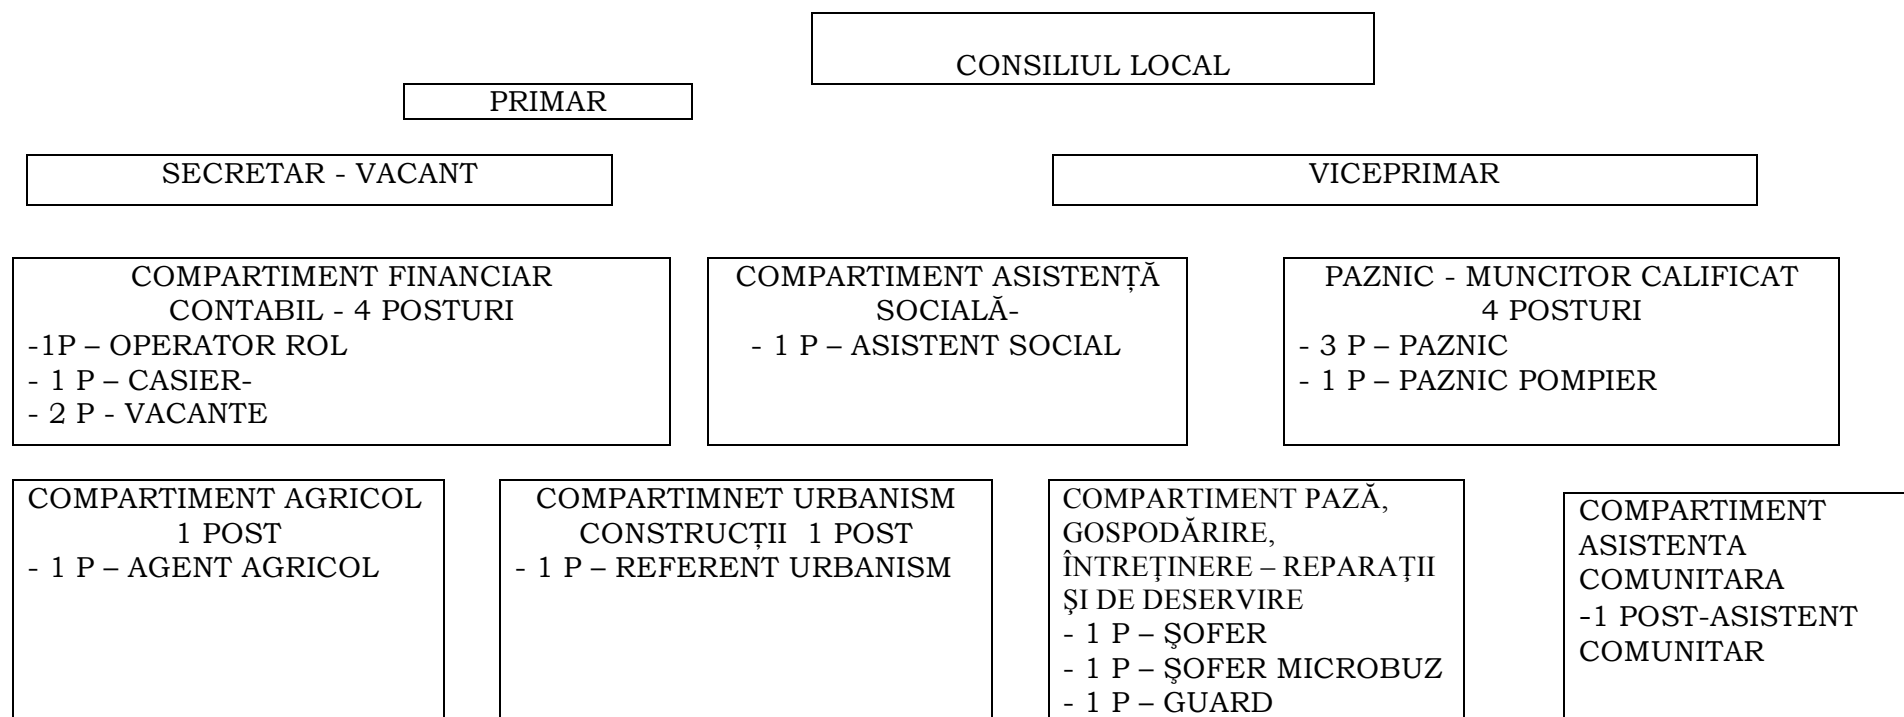 CONSILIUL LOCAL
PRIMAR
SECRETAR - VACANT
VICEPRIMAR
COMPARTIMENT FINANCIAR
CONTABIL - 4 POSTURI
-1P – OPERATOR ROL
- 1 P – CASIER-
- 2 P - VACANTE
COMPARTIMENT ASISTENȚĂ
SOCIALĂ-
- 1 P – ASISTENT SOCIAL
PAZNIC - MUNCITOR CALIFICAT
4 POSTURI
- 3 P – PAZNIC
- 1 P – PAZNIC POMPIER
COMPARTIMENT AGRICOL
1 POST
- 1 P – AGENT AGRICOL
COMPARTIMNET URBANISM
CONSTRUCȚII 1 POST
- 1 P – REFERENT URBANISM
COMPARTIMENT PAZĂ,
GOSPODĂRIRE,
ÎNTREŢINERE – REPARAŢII
ŞI DE DESERVIRE
- 1 P – ŞOFER
- 1 P – ŞOFER MICROBUZ
- 1 P – GUARD
COMPARTIMENT
ASISTENTA
COMUNITARA
-1 POST-ASISTENT
COMUNITAR